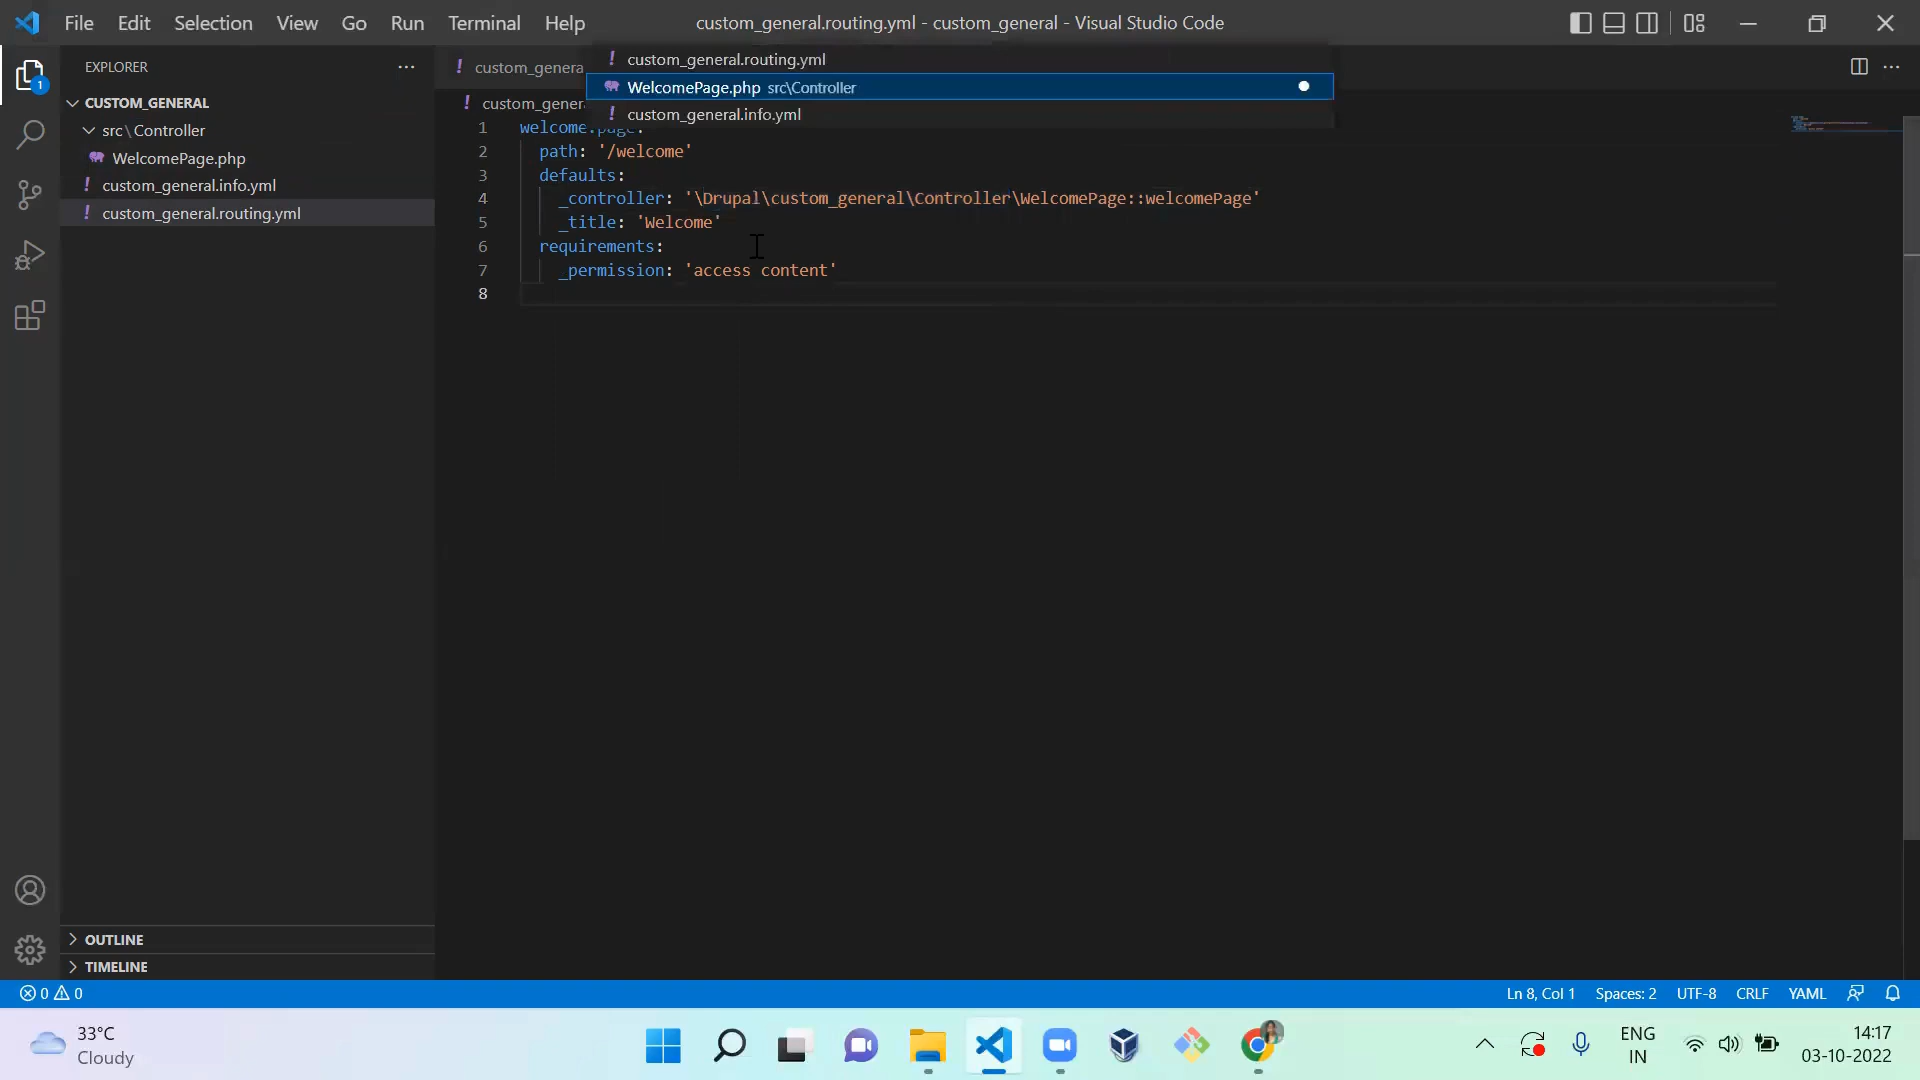 File Edit Selection View Go Run Terminal Help
custom_general.routing.yml - custom_general - Visual Studio Code
EXPLORER
1
CUSTOM_GENERAL
src\Controller
WelcomePage.php
custom_general.info.yml
custom_general.routing.yml
OUTLINE
TIMELINE
custom_genera
custom_general.routing.yml
WelcomePage.php src\Controller
custom_general.info.yml
custom_gener
1 welcome.page:
2 path: '/welcome'
3 defaults:
4 _controller: '\Drupal\custom_general\Controller\WelcomePage::welcomePage'
5 _title: 'Welcome'
6 requirements:
7 _permission: 'access content'
8
0 0
Ln 8, Col 1 Spaces: 2 UTF-8 CRLF YAML
33°C
Cloudy
ENG
IN
14:17
03-10-2022